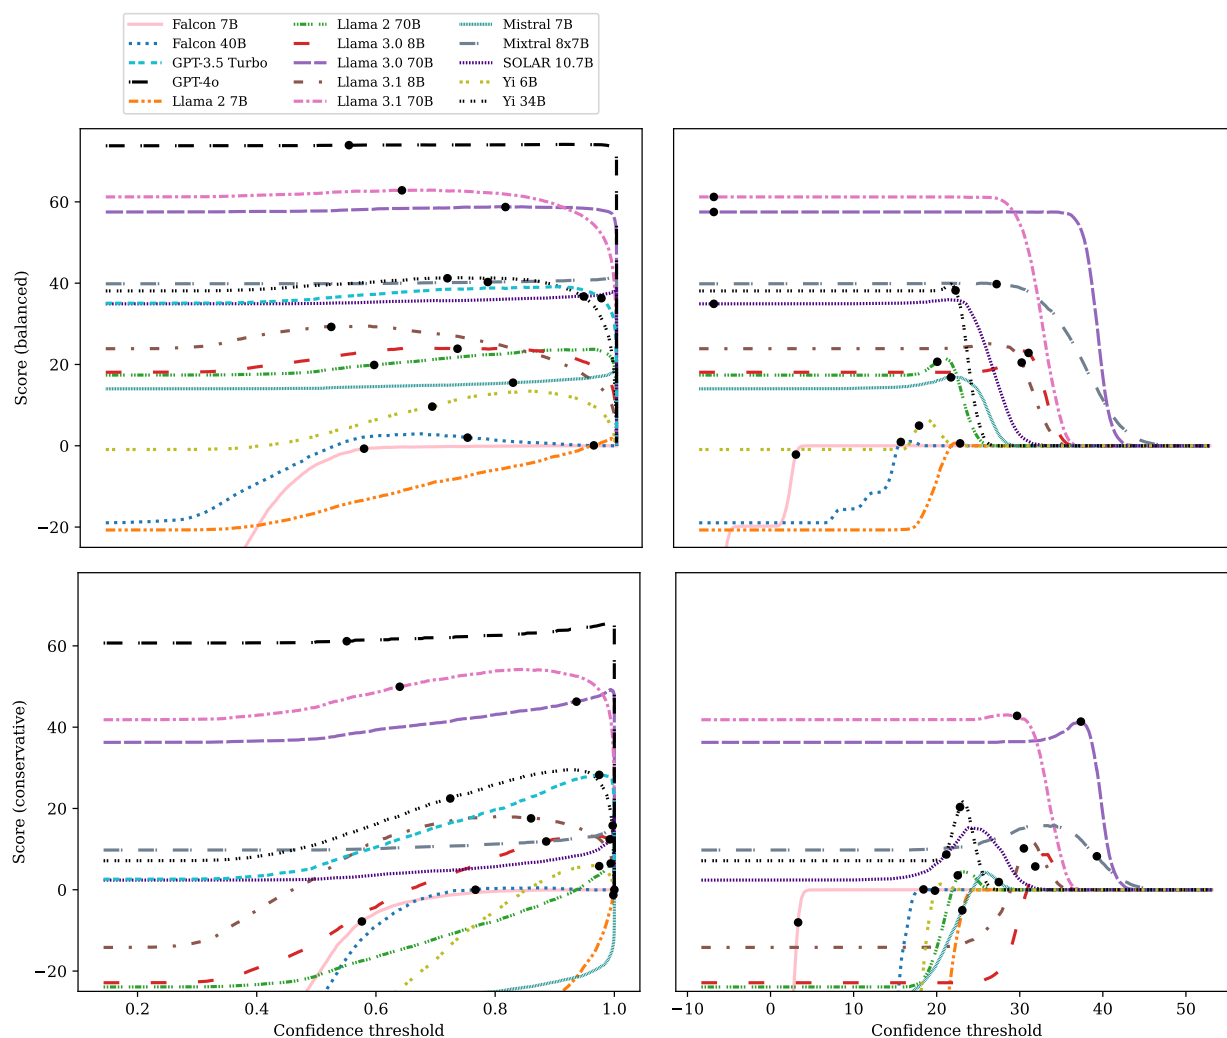 Falcon 7B
Falcon 40B
GPT-3.5 Turbo
GPT-4o
Llama 2 7B
Llama 2 70B
Llama 3.0 8B
Llama 3.0 70B
Llama 3.1 8B
Llama 3.1 70B
Mistral 7B
Mixtral 8x7B
SOLAR 10.7B
Yi 6B
Yi 34B
Score (balanced)
60
40
20
0
−20
Score (conservative)
60
40
20
0
−20
0.2 0.4 0.6 0.8 1.0
Confidence threshold
−10 0 10 20 30 40 50
Confidence threshold